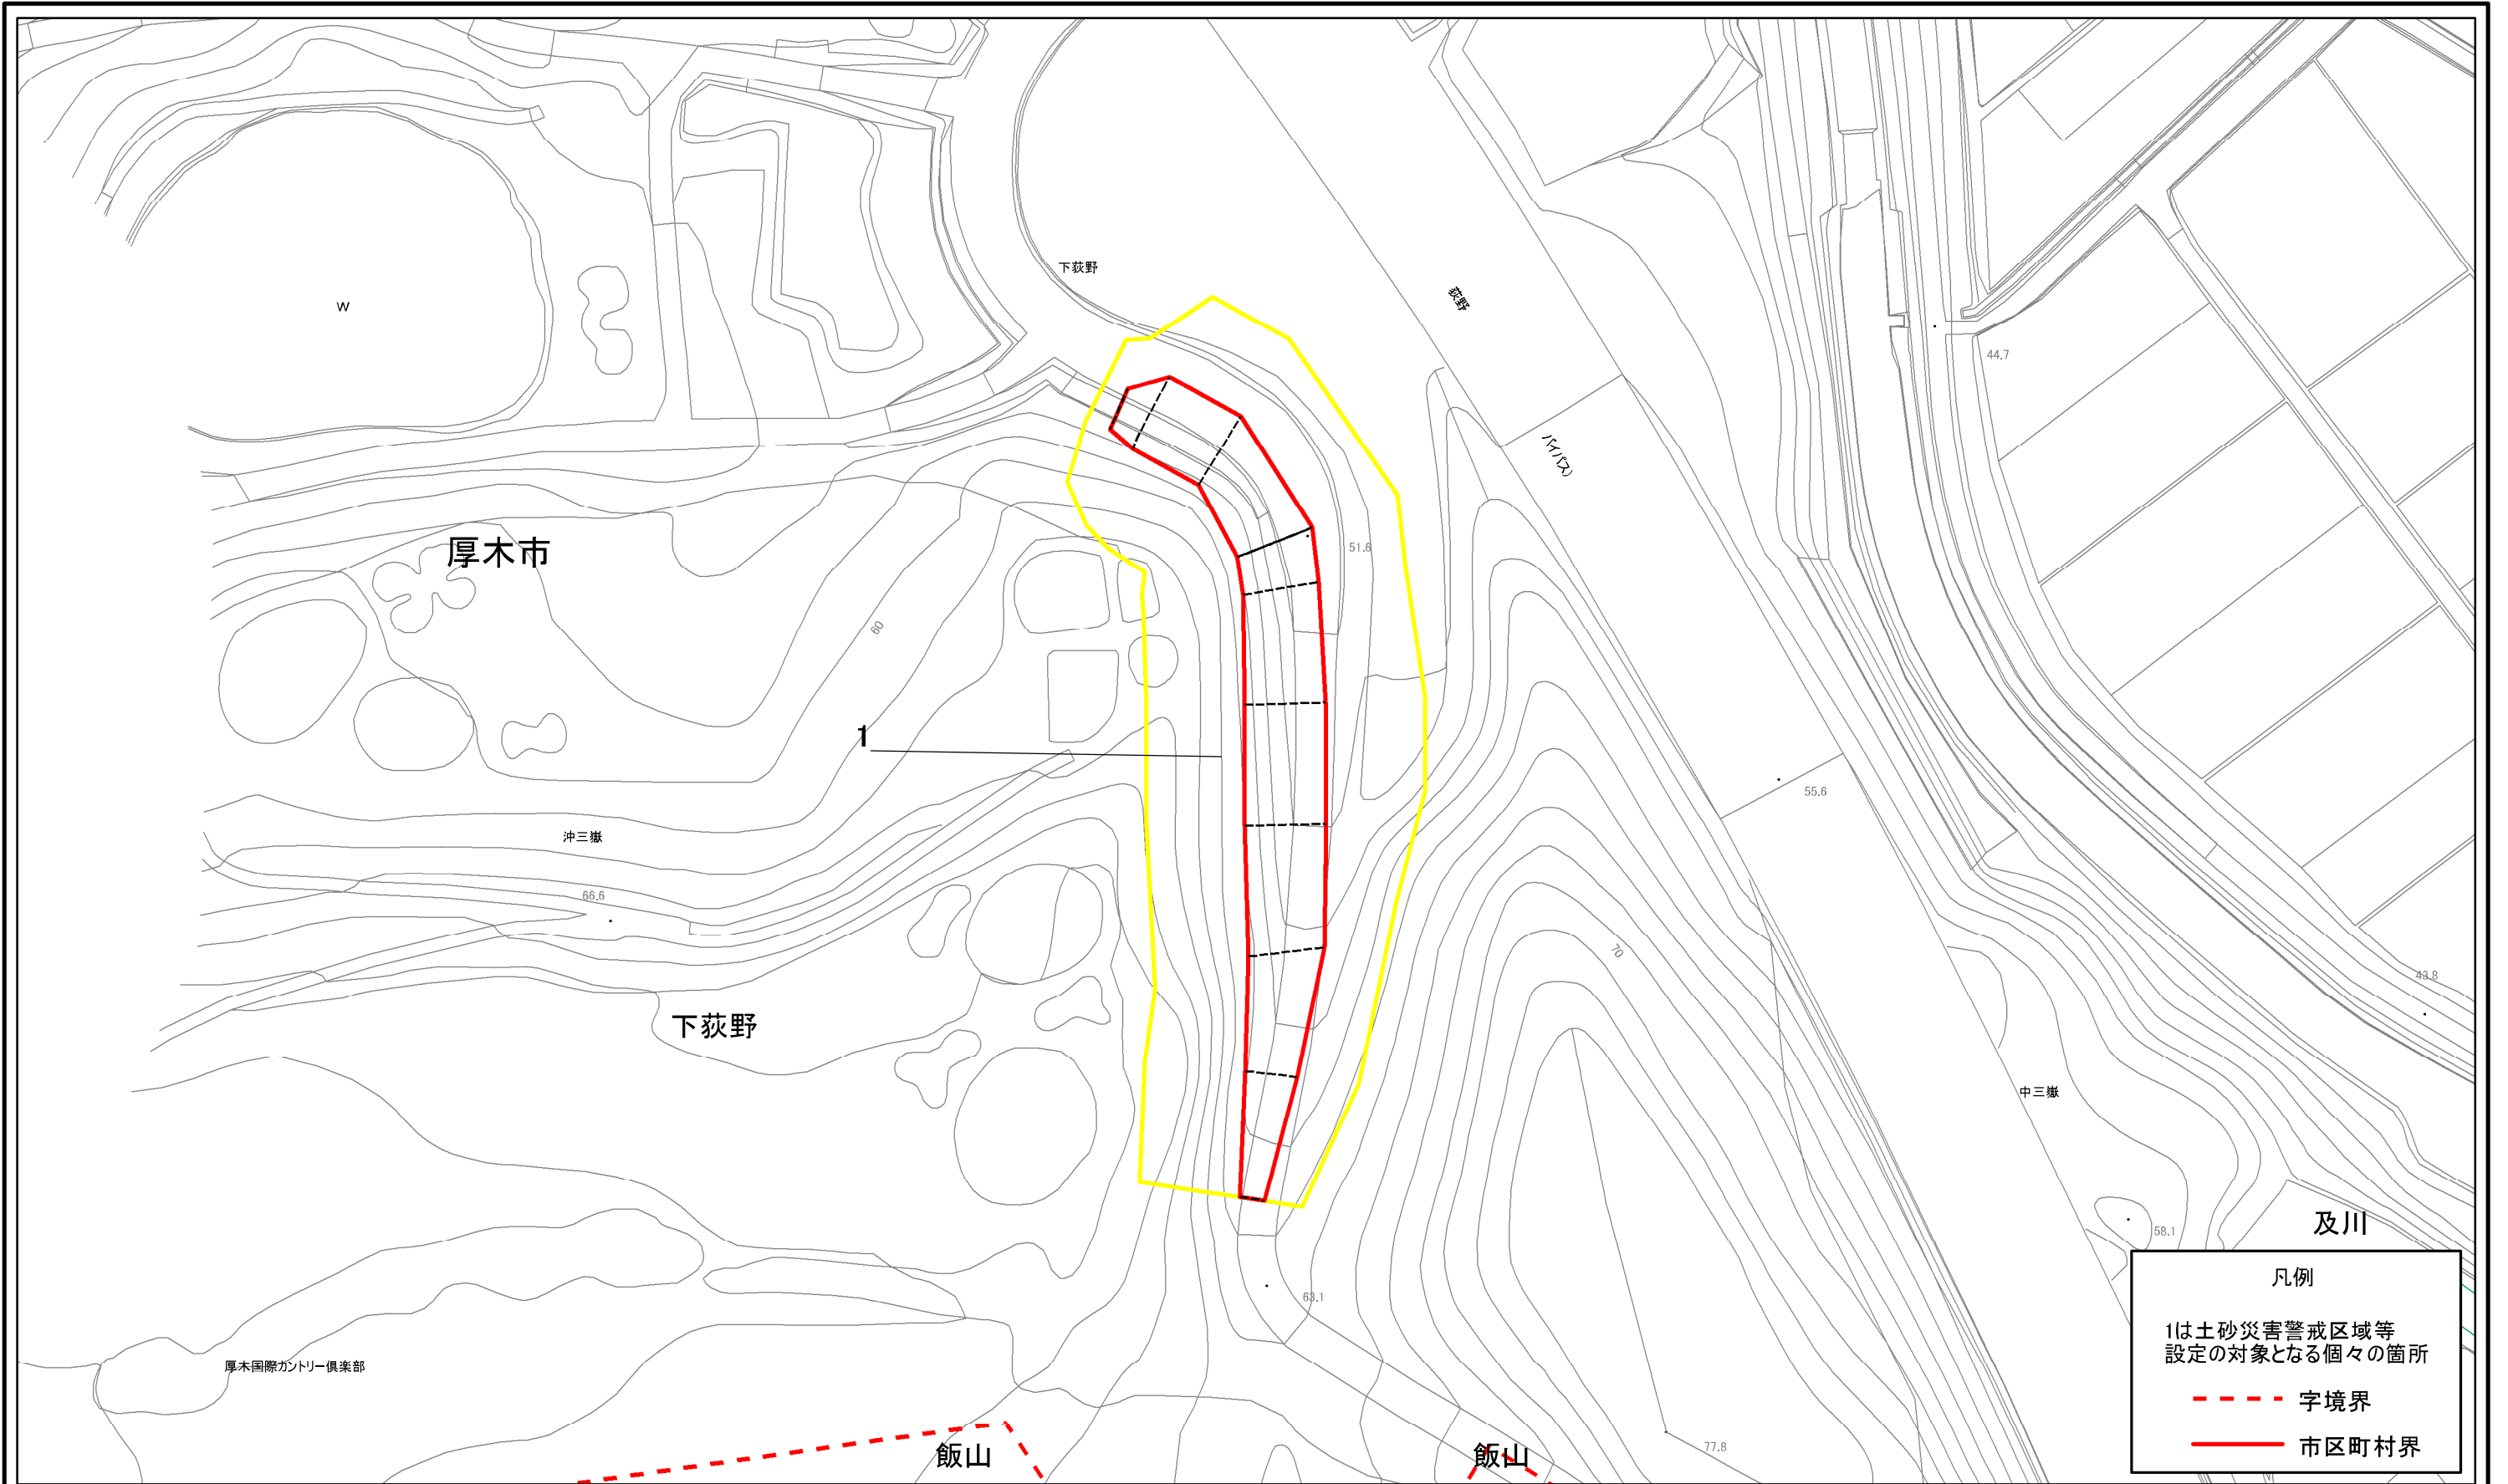 下荻野
荻野
W
44.7
バイパス)
51.6
厚木市
60
1
55.6
沖三嶽
66.6
70
43.8
下荻野
中三嶽
及川
58.1
63.1
厚木国際カントリー倶楽部
飯山
飯山
77.8
凡例
1は土砂災害警戒区域等
設定の対象となる個々の箇所
字境界
市区町村界